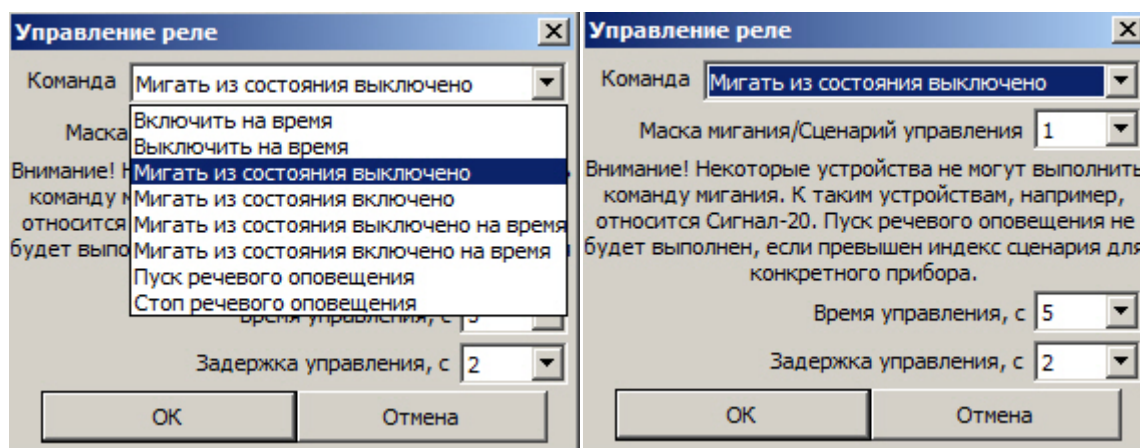 Управление реле
Команда Мигать из состояния выключено
Включить на время
Маска
Выключить на время
Внимание!
Мигать из состояния выключено
команду
Мигать из состояния включено
относится
Мигать из состояния выключено на время
будет
Мигать из состояния включено на время
Пуск речевого оповещения
Стоп речевого оповещения
Время управления, с 5
Задержка управления, с 2
ОК Отмена
Управление реле
Команда Мигать из состояния выключено
Маска мигания/Сценарий управления 1
Внимание! Некоторые устройства не могут выполнить
команду мигания. К таким устройствам, например,
относится Сигнал-20. Пуск речевого оповещения не
будет выполнен, если превышен индекс сценария для
конкретного прибора.
Время управления, с 5
Задержка управления, с 2
ОК Отмена